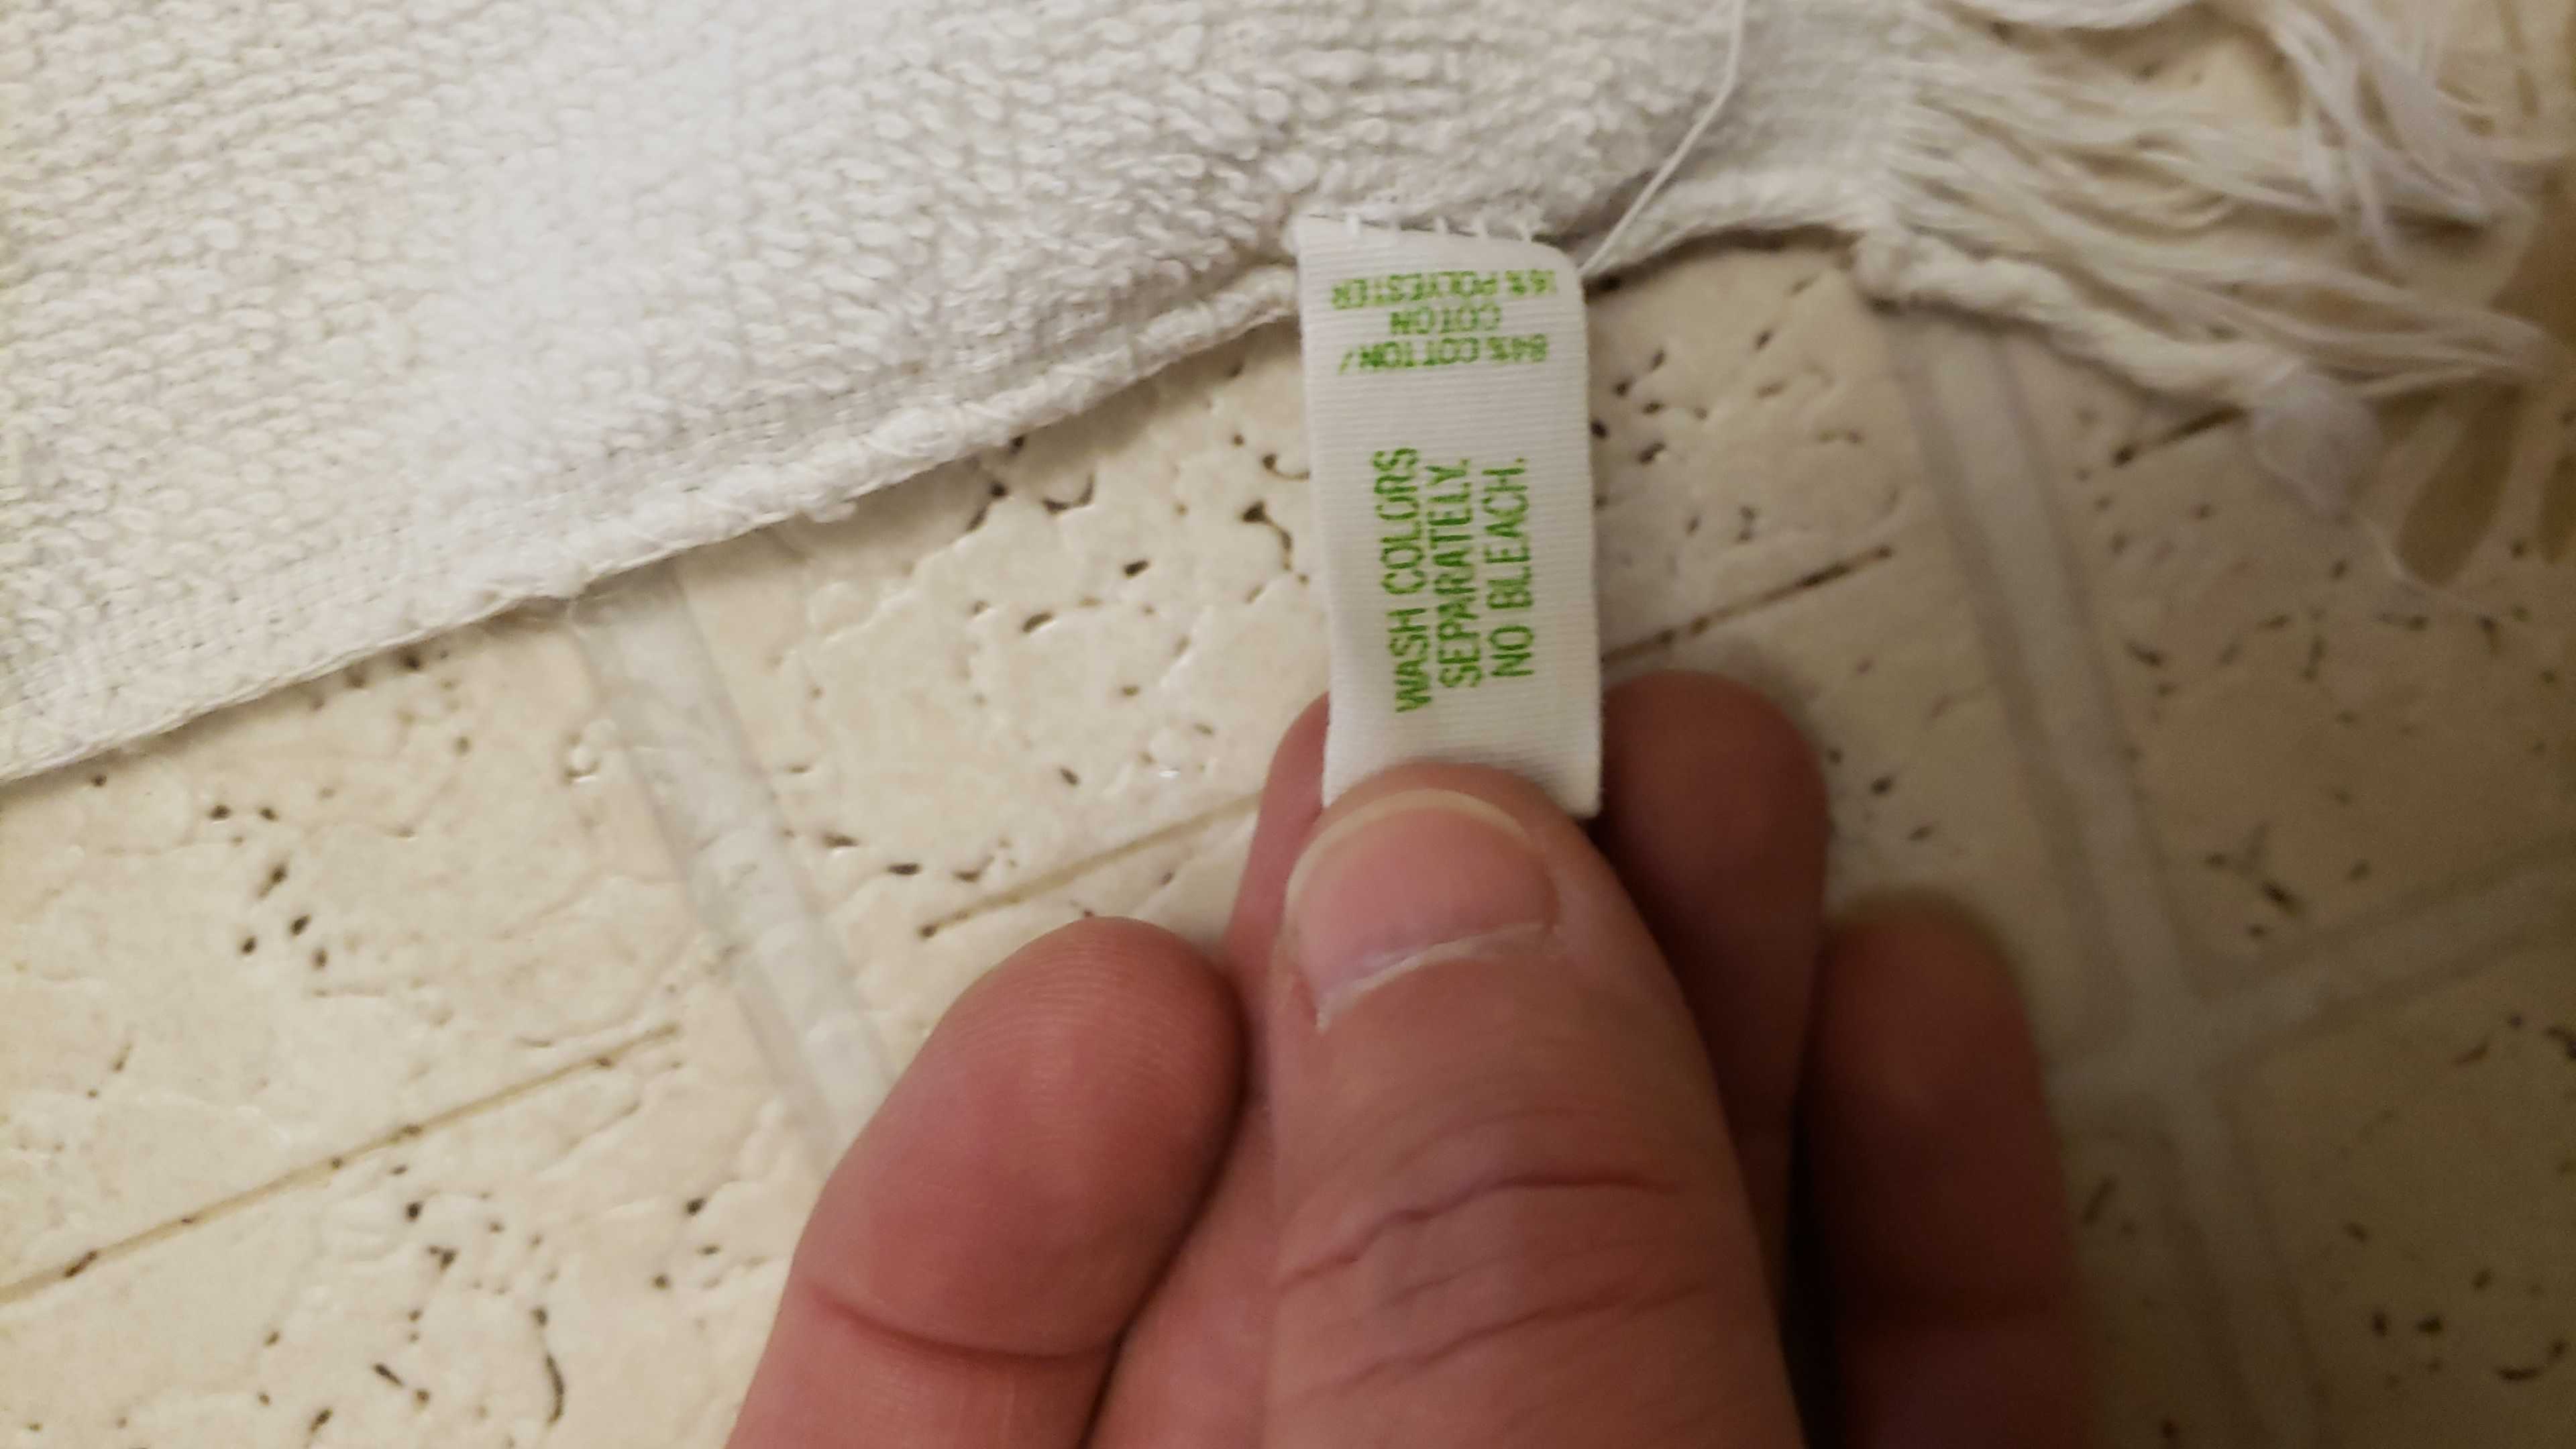 84% COTTON/
COTON
16% POLYESTER
WASH COLORS
SEPARATELY.
NO BLEACH.